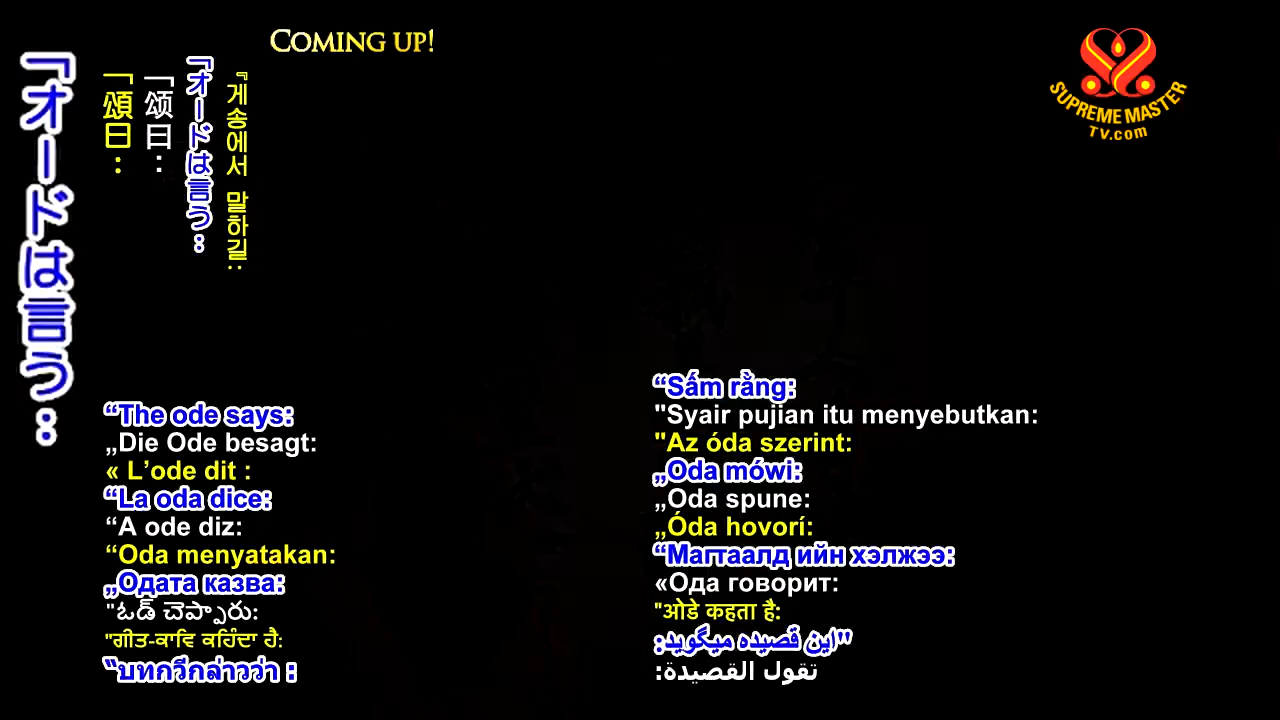 COMING UP!
SUPREME MASTER
TV.com
「オードは言う：
「頌曰：
「颂曰：
「オードは言う：
『게송에서 말하길:
“The ode says:
„Die Ode besagt:
« L’ode dit :
“La oda dice:
“A ode diz:
“Oda menyatakan:
„Одата казва:
"ఓడ్ చెప్పారు:
"ਗੀਤ-ਕਾਵਿ ਕਹਿੰਦਾ ਹੈ:
“บทกวีกล่าวว่า :
“Sấm rằng:
"Syair pujian itu menyebutkan:
"Az óda szerint:
„Oda mówi:
„Oda spune:
„Óda hovorí:
“Магтаалд ийн хэлжээ:
«Ода говорит:
"ओडे कहता है:
"این قصیده میگوید:
تقول القصيدة: